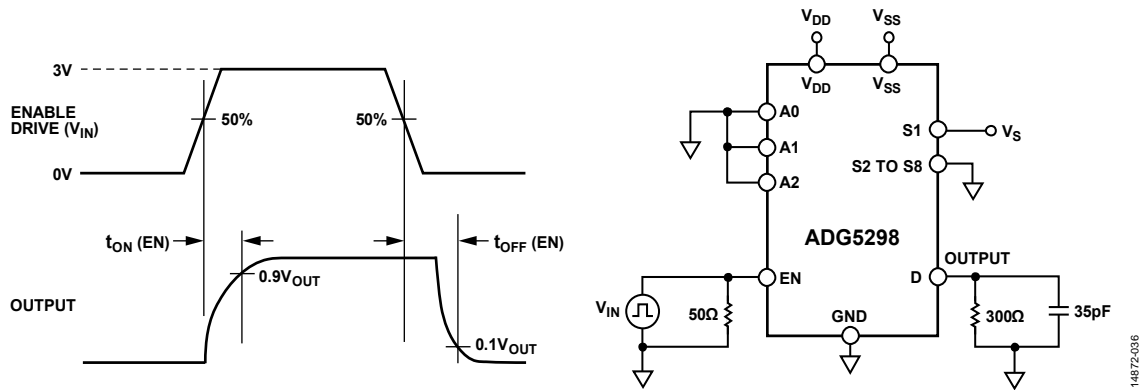 3V
ENABLE
DRIVE (VIN)
50%
50%
0V
tON (EN)
tOFF (EN)
0.9VOUT
OUTPUT
0.1VOUT
VDD
VSS
VDD
VSS
A0
A1
A2
S1
VS
S2 TO S8
ADG5298
OUTPUT
EN
D
VIN
50Ω
GND
300Ω
35pF
14872-036